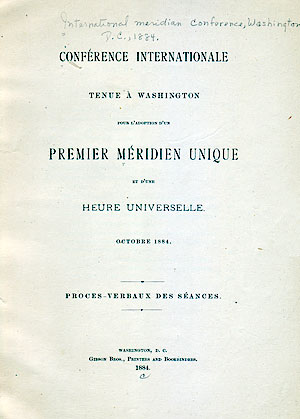 International meridian conference, Washington
D.C., 1884.
CONFÉRENCE INTERNATIONALE
TENUE À WASHINGTON
POUR L'ADOPTION D'UN
PREMIER MÉRIDIEN UNIQUE
ET D'UNE
HEURE UNIVERSELLE.
OCTOBRE 1884.
PROCES-VERBAUX DES SÉANCES.
WASHINGTON, D. C.
GIBSON BROS., PRINTERS AND BOOKBINDERS.
1884.
c